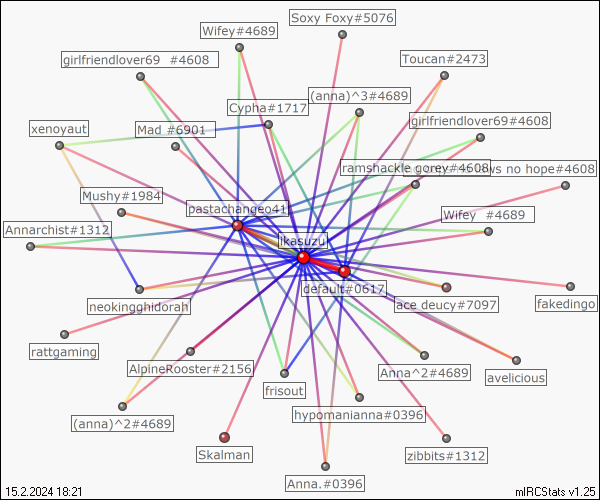 Soxy Foxy#5076
Wifey#4689
girlfriendlover69 #4608
Toucan#2473
(anna)^3#4689
Cypha#1717
girlfriendlover69#4608
xenoyaut
Mad #6901
ramshackle gorey#4608
ws no hope#4608
Mushy#1984
pastachangeo41
Wifey #4689
Annarchist#1312
ikasuzu
default#0617
neokingghidorah
ace deucy#7097
fakedingo
rattgaming
AlpineRooster#2156
Anna^2#4689
avelicious
frisout
hypomanianna#0396
(anna)^2#4689
Skalman
zibbits#1312
Anna.#0396
15.2.2024 18:21
mIRCStats v1.25